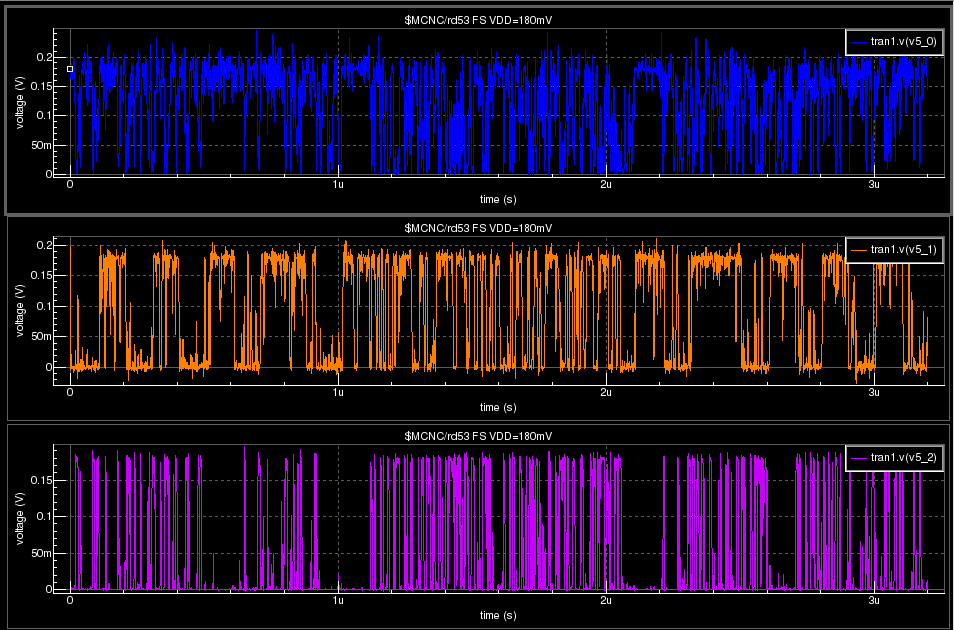 $MCNC/rd53 FS VDD=180mV
tran1.v(v5_0)
voltage (V)
0.2
0.15
0.1
50m
0
0 1u 2u 3u
time (s)
$MCNC/rd53 FS VDD=180mV
tran1.v(v5_1)
voltage (V)
0.2
0.15
0.1
50m
0
0 1u 2u 3u
time (s)
$MCNC/rd53 FS VDD=180mV
tran1.v(v5_2)
voltage (V)
0.15
0.1
50m
0
0 1u 2u 3u
time (s)